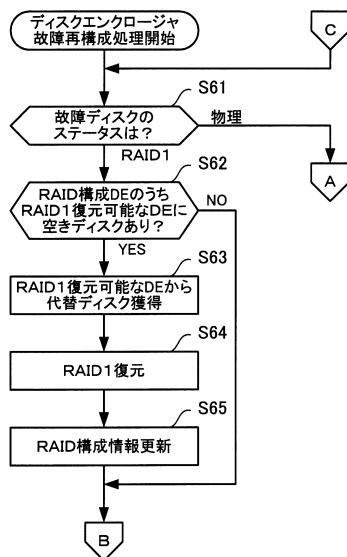 ディスクエンクロージャ
故障再構成処理開始
C
S61
故障ディスクの
ステータスは？
物理
RAID1
A
S62
RAID構成DEのうち
RAID1復元可能なDEに
空きディスクあり？
NO
YES
S63
RAID1復元可能なDEから
代替ディスク獲得
S64
RAID1復元
S65
RAID構成情報更新
B